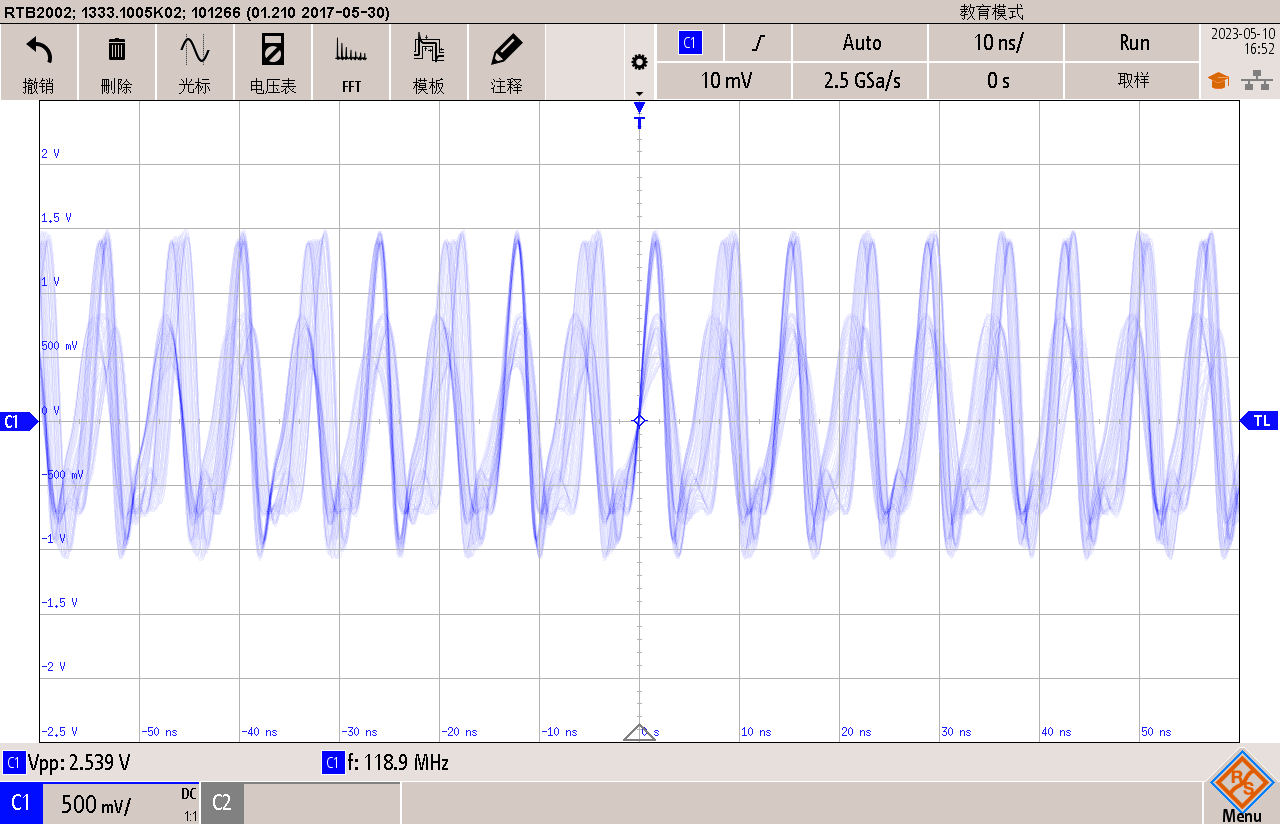 RTB2002; 1333.1005K02; 101266 (01.210 2017-05-30)
教育模式
撤销
删除
光标
电压表
FFT
模板
注释
C1
Auto
10 ns/
Run
2023-05-10
16:52
10 mV
2.5 GSa/s
0 s
取样
T
2 V
1.5 V
1 V
500 mV
0 V
C1
TL
-500 mV
-1 V
-1.5 V
-2 V
-2.5 V
-50 ns
-40 ns
-30 ns
-20 ns
-10 ns
0 s
10 ns
20 ns
30 ns
40 ns
50 ns
C1 Vpp: 2.539 V
C1 f: 118.9 MHz
C1
500 mV/
DC
1:1
C2
R S
Menu